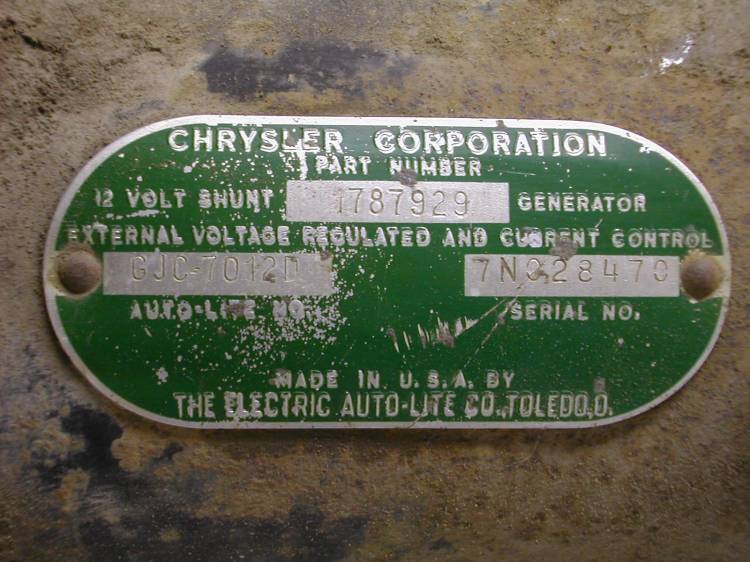 CHRYSLER CORPORATION
PART NUMBER
12 VOLT SHUNT 1787929 GENERATOR
EXTERNAL VOLTAGE REGULATED AND CURRENT CONTROL
GJC-7012D 7N028470
AUTO-LITE NO. SERIAL NO.
MADE IN U.S.A. BY
THE ELECTRIC AUTO-LITE CO., TOLEDO, O.